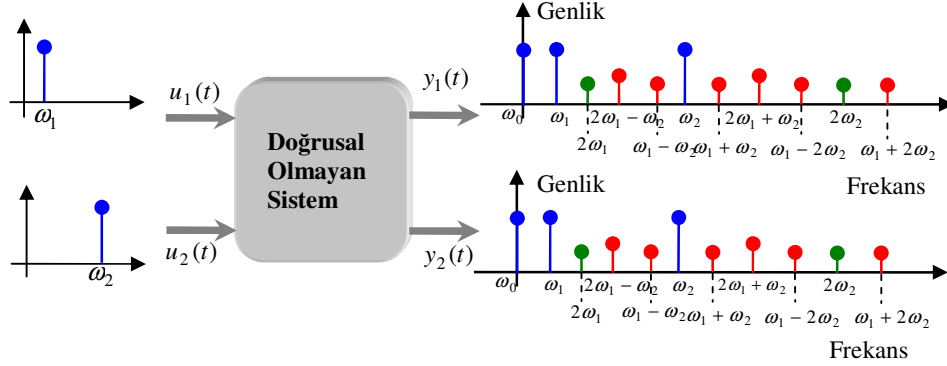 ω₁
u₁(t)
Doğrusal
Olmayan
Sistem
y₁(t)
Genlik
ω₀ ω₁ 2ω₁ − ω₂ ω₂ 2ω₁ + ω₂ 2ω₂
2ω₁ ω₁ − ω₂ ω₁ + ω₂ ω₁ − 2ω₂ ω₁ + 2ω₂
Frekans
ω₂
u₂(t)
y₂(t)
Genlik
ω₀ ω₁ 2ω₁ − ω₂ ω₂ 2ω₁ + ω₂ 2ω₂
2ω₁ ω₁ − ω₂ ω₁ + ω₂ ω₁ − 2ω₂ ω₁ + 2ω₂
Frekans